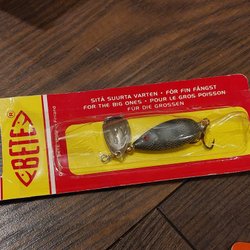 BETE
SITÄ SUURTA VARTEN · FÖR FIN FÅNGST
FOR THE BIG ONES · POUR LE GROS POISSON
FÜR DIE GROSSEN